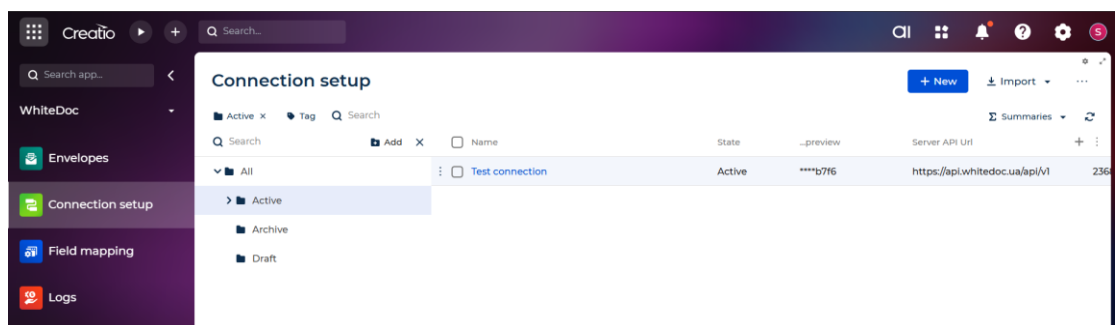 Creatio
Search...
Search app...
WhiteDoc
Envelopes
Connection setup
Field mapping
Logs
Connection setup
+ New
Import
Active × Tag Search
Σ Summaries
Search Add ×
All
Active
Archive
Draft
Name State ...preview Server API Url
Test connection Active ****b7f6 https://api.whitedoc.ua/api/v1 236